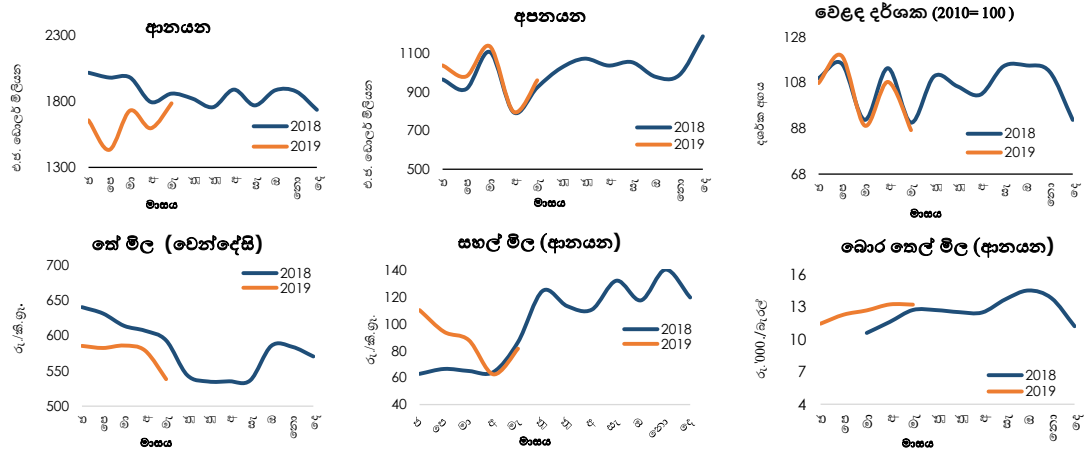 ආනයන
එ.ජ. ඩොලර් මිලියන
2300
1800
1300
2018
2019
ජ පෙ මා අ මැ ජූ ජූ අ සැ ඔ නො දෙ
මාසය
අපනයන
එ.ජ. ඩොලර් මිලියන
1100
900
700
500
2018
2019
ජ පෙ මා අ මැ ජූ ජූ අ සැ ඔ නො දෙ
මාසය
වෙළඳ දර්ශක (2010=100)
දර්ශක අගය
128
108
88
68
2018
2019
ජ පෙ මා අ මැ ජූ ජූ අ සැ ඔ නො දෙ
මාසය
තේ මිල (වෙන්දේසි)
රු./කි.ග්‍රෑ.
700
650
600
550
500
2018
2019
ජ පෙ මා අ මැ ජූ ජූ අ සැ ඔ නො දෙ
මාසය
සහල් මිල (ආනයන)
රු./කි.ග්‍රෑ.
140
120
100
80
60
40
2018
2019
ජ පෙ මා අ මැ ජූ ජූ අ සැ ඔ නො දෙ
මාසය
බොර තෙල් මිල (ආනයන)
රු.'000./බැරල්
16
13
10
7
4
2018
2019
ජ පෙ මා අ මැ ජූ ජූ අ සැ ඔ නො දෙ
මාසය